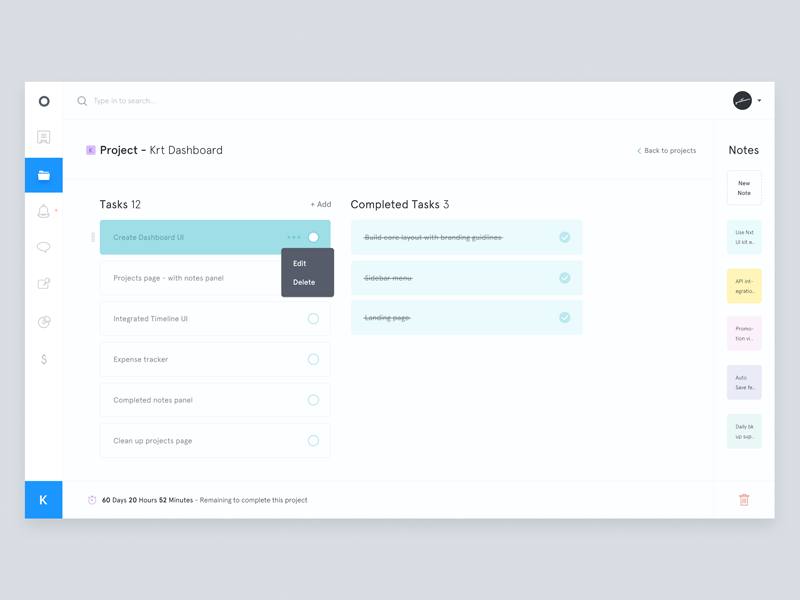 Type in to search...
K Project - Krt Dashboard
Back to projects
Notes
Tasks 12
+ Add
Completed Tasks 3
Create Dashboard UI
Edit
Delete
Projects page - with notes panel
Integrated Timeline UI
Expense tracker
Completed notes panel
Clean up projects page
Build core layout with branding guidlines
Sidebar menu
Landing page
New
Note
Use Nxt
UI kit w..
API int-
egratio..
Promo-
tion vi..
Auto
Save fe..
Daily bk
up sup..
$
K
60 Days 20 Hours 52 Minutes - Remaining to complete this project